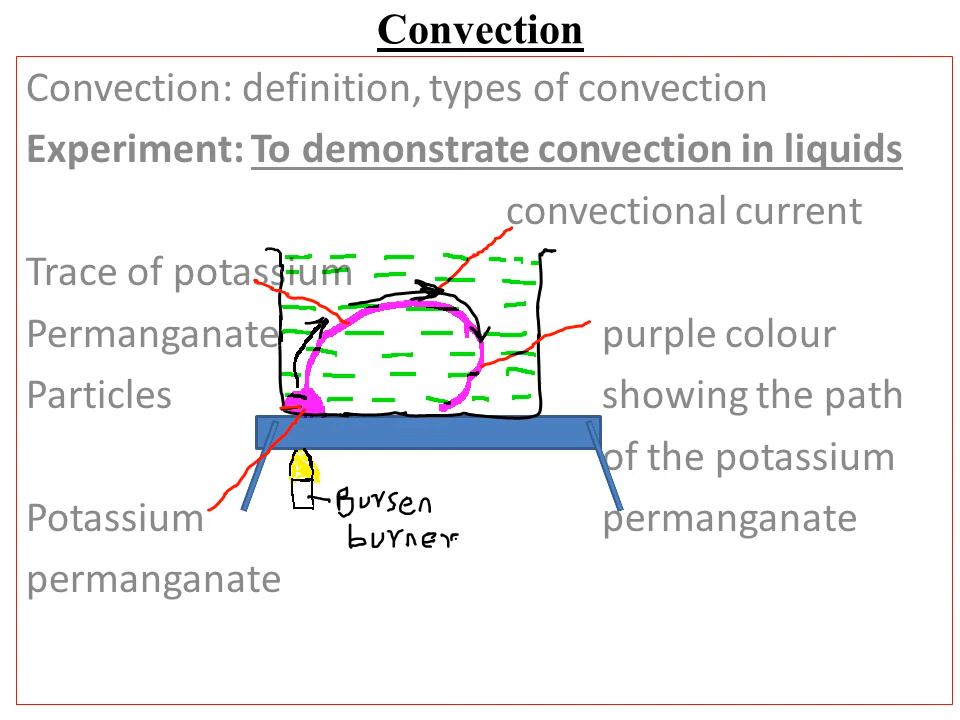 Convection
Convection: definition, types of convection
Experiment: To demonstrate convection in liquids
convectional current
Trace of potassium
Permanganate
purple colour
Particles
showing the path
of the potassium
Bursen
burner
Potassium
permanganate
permanganate